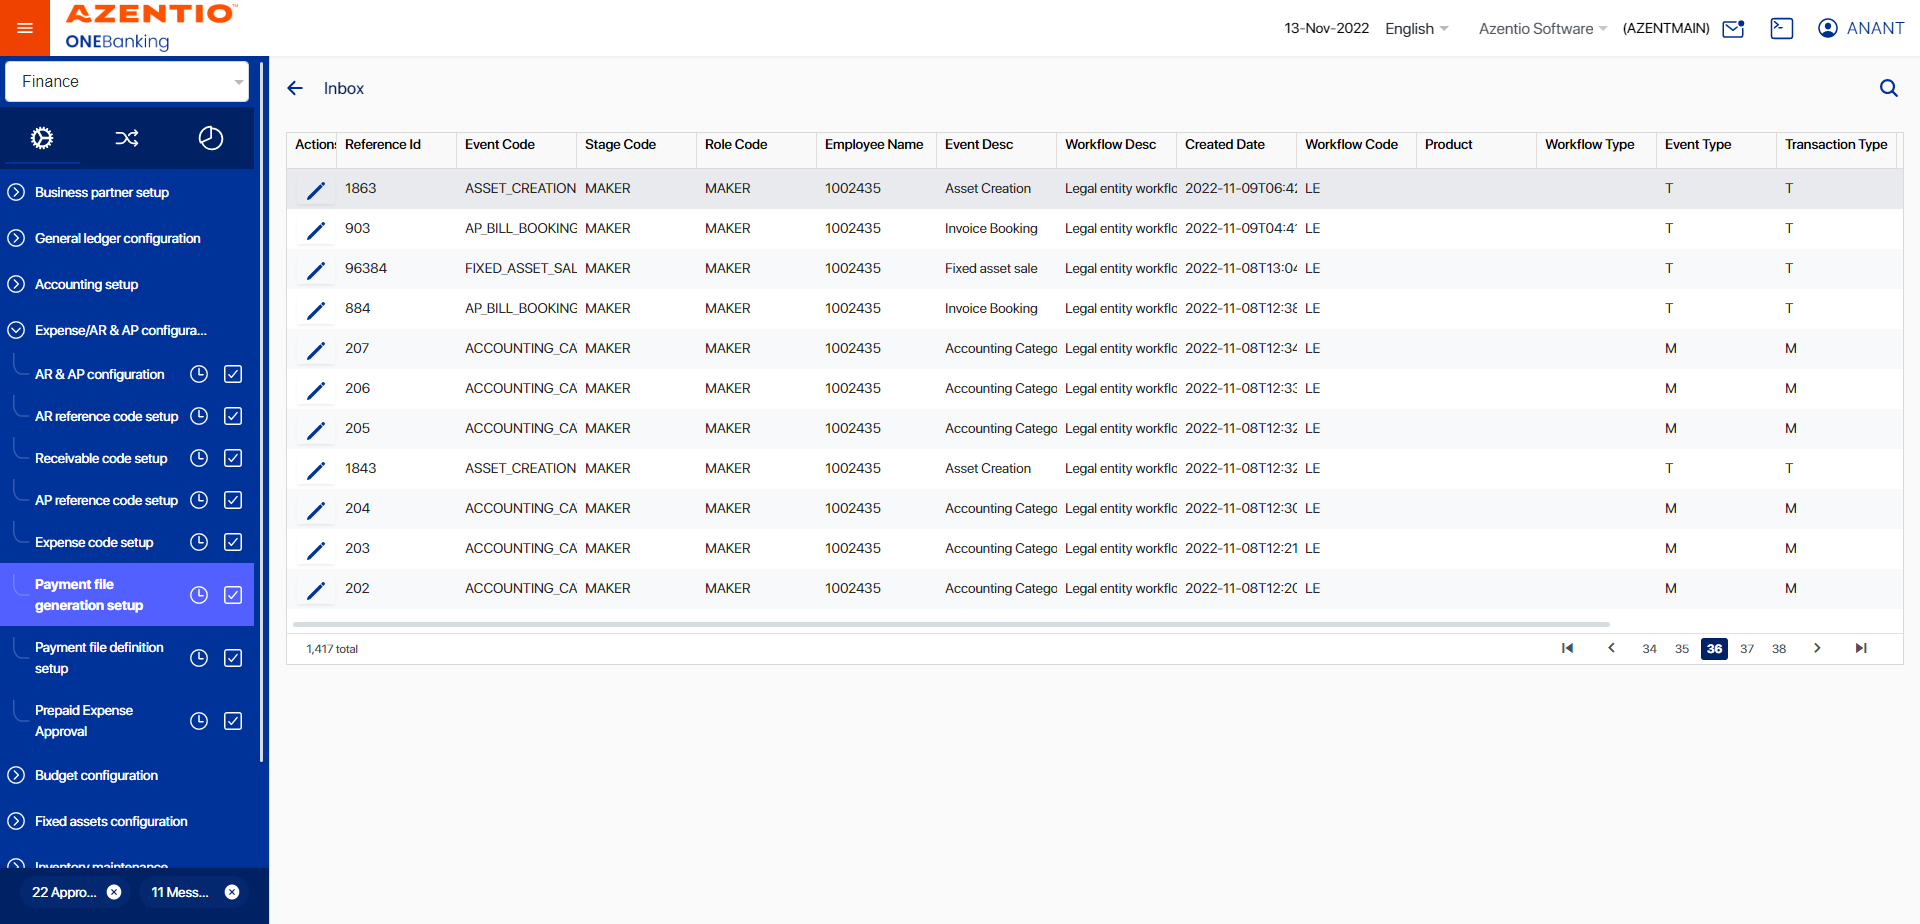 AZENTIO™
ONEBanking
13-Nov-2022 English Azentio Software (AZENTMAIN) ANANT
Finance
Business partner setup
General ledger configuration
Accounting setup
Expense/AR & AP configura...
AR & AP configuration
AR reference code setup
Receivable code setup
AP reference code setup
Expense code setup
Payment file
generation setup
Payment file definition
setup
Prepaid Expense
Approval
Budget configuration
Fixed assets configuration
Inventory maintenance
22 Appro... 11 Mess...
Inbox
Actions Reference Id Event Code Stage Code Role Code Employee Name Event Desc Workflow Desc Created Date Workflow Code Product Workflow Type Event Type Transaction Type
1863 ASSET_CREATION MAKER MAKER 1002435 Asset Creation Legal entity workflo 2022-11-09T06:42 LE T T
903 AP_BILL_BOOKING MAKER MAKER 1002435 Invoice Booking Legal entity workflo 2022-11-09T04:41 LE T T
96384 FIXED_ASSET_SAL MAKER MAKER 1002435 Fixed asset sale Legal entity workflo 2022-11-08T13:04 LE T T
884 AP_BILL_BOOKING MAKER MAKER 1002435 Invoice Booking Legal entity workflo 2022-11-08T12:38 LE T T
207 ACCOUNTING_CA MAKER MAKER 1002435 Accounting Catego Legal entity workflo 2022-11-08T12:34 LE M M
206 ACCOUNTING_CA MAKER MAKER 1002435 Accounting Catego Legal entity workflo 2022-11-08T12:33 LE M M
205 ACCOUNTING_CA MAKER MAKER 1002435 Accounting Catego Legal entity workflo 2022-11-08T12:32 LE M M
1843 ASSET_CREATION MAKER MAKER 1002435 Asset Creation Legal entity workflo 2022-11-08T12:32 LE T T
204 ACCOUNTING_CA MAKER MAKER 1002435 Accounting Catego Legal entity workflo 2022-11-08T12:30 LE M M
203 ACCOUNTING_CA MAKER MAKER 1002435 Accounting Catego Legal entity workflo 2022-11-08T12:21 LE M M
202 ACCOUNTING_CA MAKER MAKER 1002435 Accounting Catego Legal entity workflo 2022-11-08T12:20 LE M M
1,417 total 34 35 36 37 38